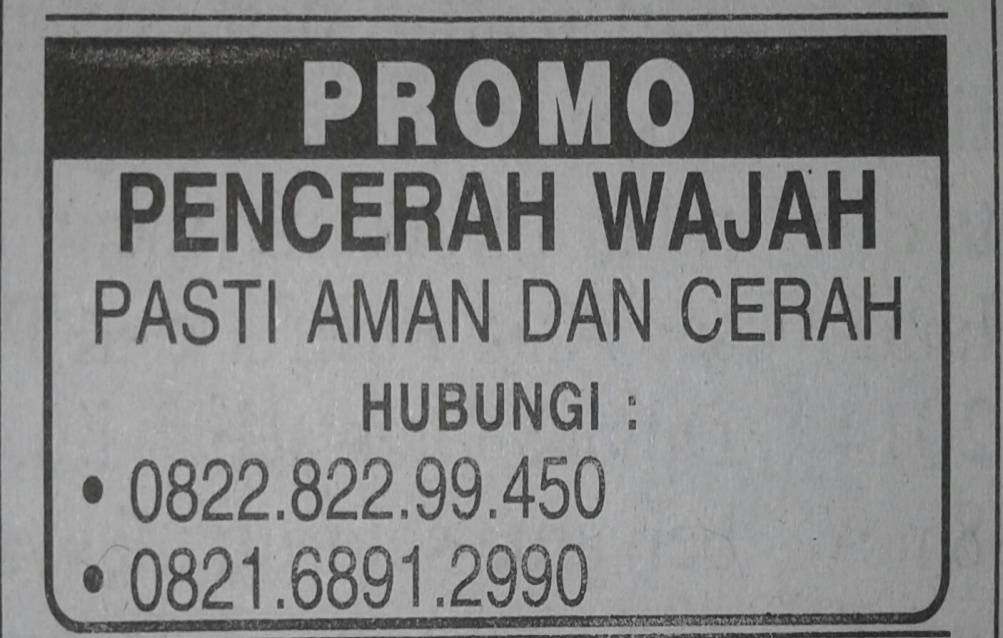 PROMO
PENCERAH WAJAH
PASTI AMAN DAN CERAH
HUBUNGI :
• 0822.822.99.450
• 0821.6891.2990